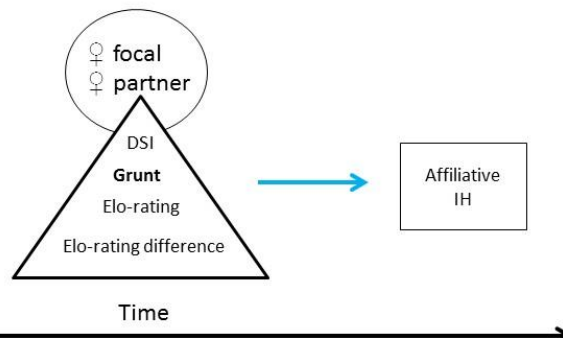 ♀ focal
♀ partner
DSI
Grunt
Elo-rating
Elo-rating difference
Affiliative
IH
Time